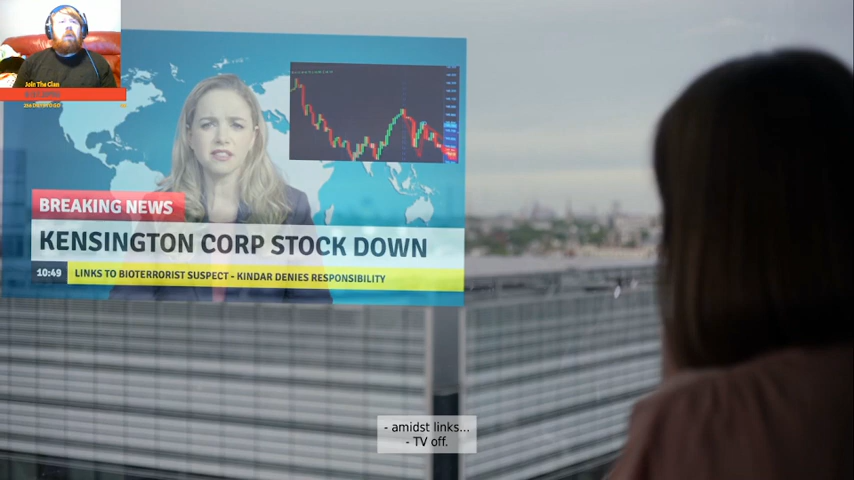 Join The Clan
BREAKING NEWS
KENSINGTON CORP STOCK DOWN
10:49
LINKS TO BIOTERRORIST SUSPECT - KINDAR DENIES RESPONSIBILITY
- amidst links...
- TV off.